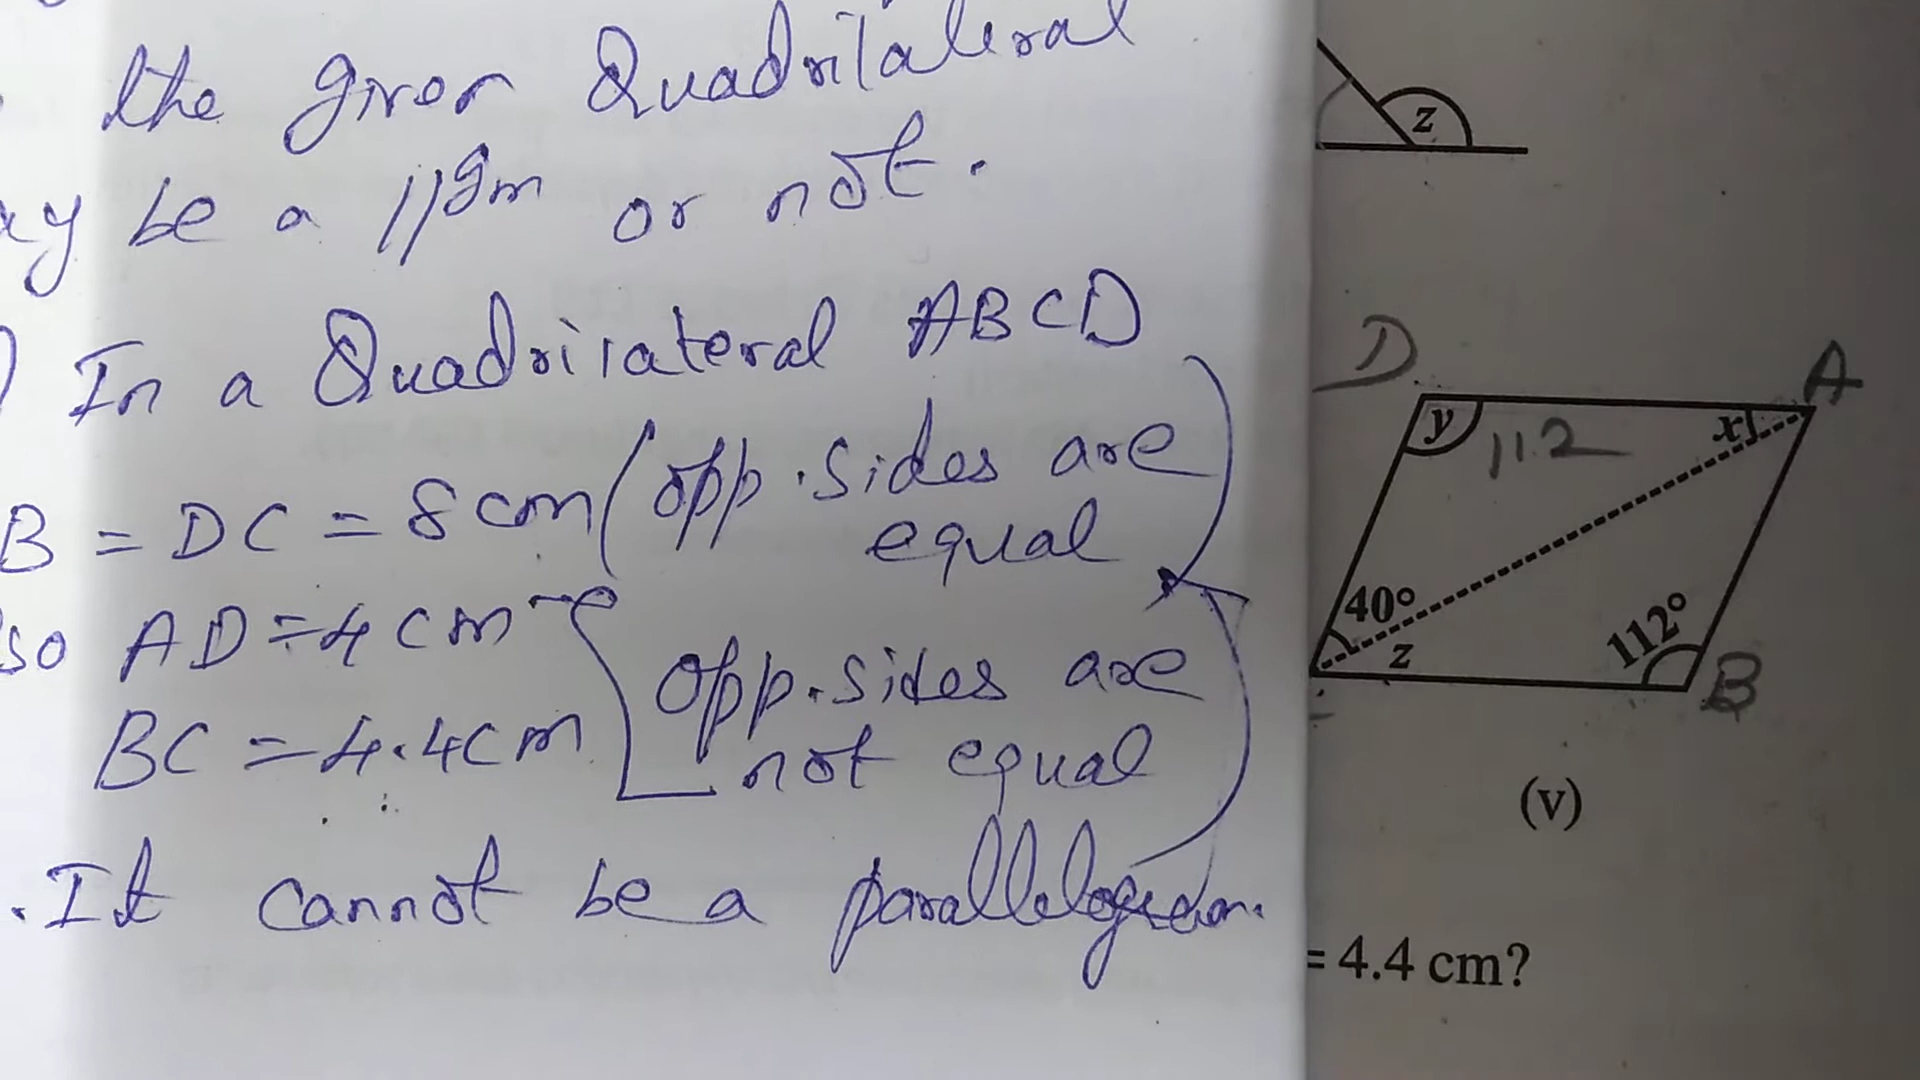 the given Quadrilateral
ay be a ||gm or not.
) In a Quadrilateral ABCD
B = DC = 8 cm (opp. sides are
equal
so AD = 4 cm
opp. sides are
BC = 4.4 cm
not equal
. It cannot be a
z
D
A
y
112
x
40°
z
112°
B
(v)
= 4.4 cm?